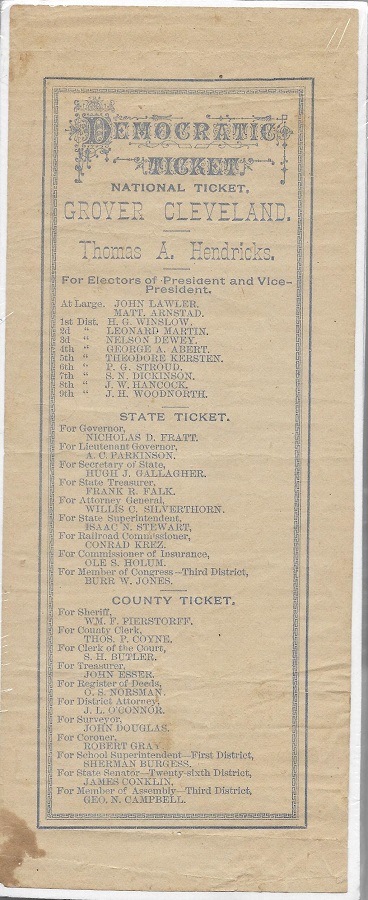 DEMOCRATIC
TICKET.
NATIONAL TICKET,
GROVER CLEVELAND.
Thomas A. Hendricks.
For Electors of President and Vice-
President.
At Large. JOHN LAWLER.
MATT. ARNSTAD.
1st Dist. H. G. WINSLOW.
2d " LEONARD MARTIN.
3d " NELSON DEWEY.
4th " GEORGE A. ABERT.
5th " THEODORE KERSTEN.
6th " P. G. STROUD.
7th " S. N. DICKINSON.
8th " J. W. HANCOCK.
9th " J. H. WOODNORTH.
STATE TICKET.
For Governor,
NICHOLAS D. FRATT.
For Lieutenant Governor,
A. C. PARKINSON.
For Secretary of State,
HUGH J. GALLAGHER.
For State Treasurer,
FRANK R. FALK.
For Attorney General,
WILLIS C. SILVERTHORN.
For State Superintendent,
ISAAC N. STEWART,
For Railroad Commissioner,
CONRAD KREZ.
For Commissioner of Insurance,
OLE S. HOLUM.
For Member of Congress—Third District,
BURR W. JONES.
COUNTY TICKET.
For Sheriff,
WM. F. PIERSTORFF.
For County Clerk,
THOS. P. COYNE.
For Clerk of the Court,
S. H. BUTLER.
For Treasurer,
JOHN ESSER.
For Register of Deeds,
O. S. NORSMAN.
For District Attorney,
J. L. O'CONNOR.
For Surveyor,
JOHN DOUGLAS.
For Coroner,
ROBERT GRAY.
For School Superintendent—First District,
SHERMAN BURGESS.
For State Senator—Twenty-sixth District,
JAMES CONKLIN.
For Member of Assembly—Third District,
GEO. N. CAMPBELL.